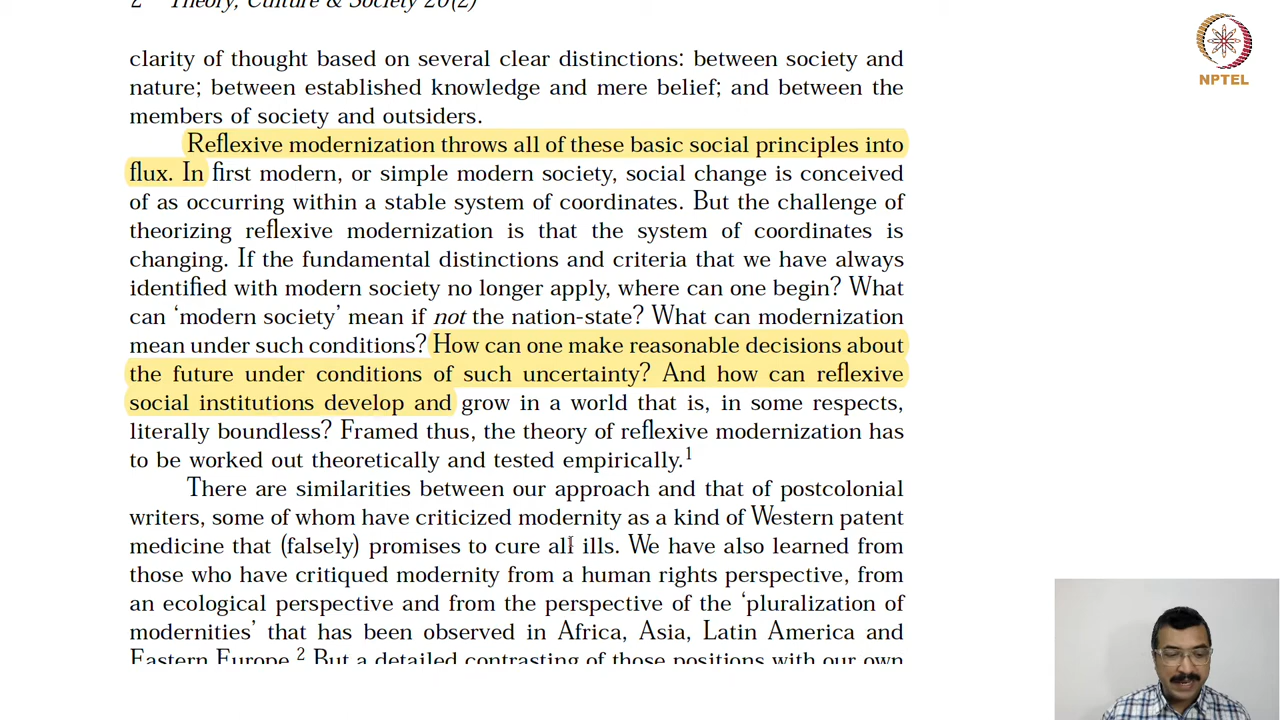 2 Theory, Culture & Society 20(2)
NPTEL
clarity of thought based on several clear distinctions: between society and
nature; between established knowledge and mere belief; and between the
members of society and outsiders.
Reflexive modernization throws all of these basic social principles into
flux. In first modern, or simple modern society, social change is conceived
of as occurring within a stable system of coordinates. But the challenge of
theorizing reflexive modernization is that the system of coordinates is
changing. If the fundamental distinctions and criteria that we have always
identified with modern society no longer apply, where can one begin? What
can ‘modern society’ mean if not the nation-state? What can modernization
mean under such conditions? How can one make reasonable decisions about
the future under conditions of such uncertainty? And how can reflexive
social institutions develop and grow in a world that is, in some respects,
literally boundless? Framed thus, the theory of reflexive modernization has
to be worked out theoretically and tested empirically.1
There are similarities between our approach and that of postcolonial
writers, some of whom have criticized modernity as a kind of Western patent
medicine that (falsely) promises to cure all ills. We have also learned from
those who have critiqued modernity from a human rights perspective, from
an ecological perspective and from the perspective of the ‘pluralization of
modernities’ that has been observed in Africa, Asia, Latin America and
Eastern Europe.2 But a detailed contrasting of those positions with our own